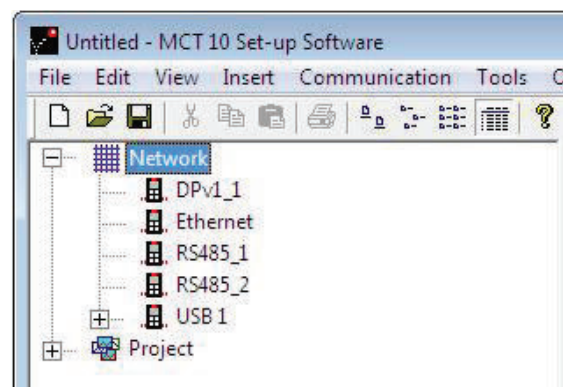 Untitled - MCT 10 Set-up Software
File Edit View Insert Communication Tools
Network
DPv1_1
Ethernet
RS485_1
RS485_2
USB 1
Project